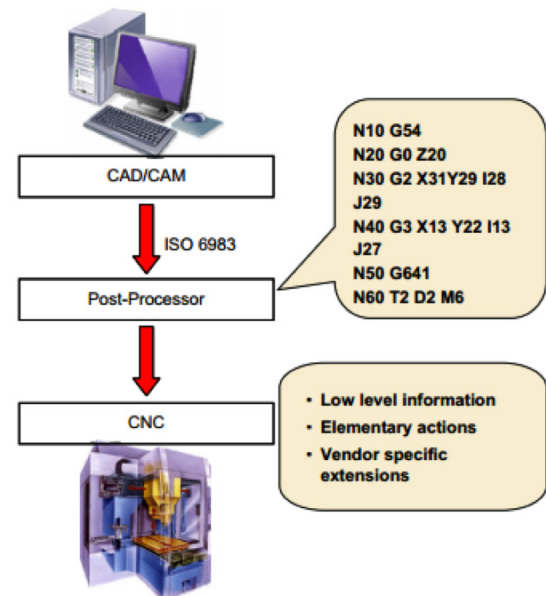 CAD/CAM
ISO 6983
Post-Processor
N10 G54
N20 G0 Z20
N30 G2 X31Y29 I28
J29
N40 G3 X13 Y22 I13
J27
N50 G641
N60 T2 D2 M6
CNC
• Low level information
• Elementary actions
• Vendor specific
extensions